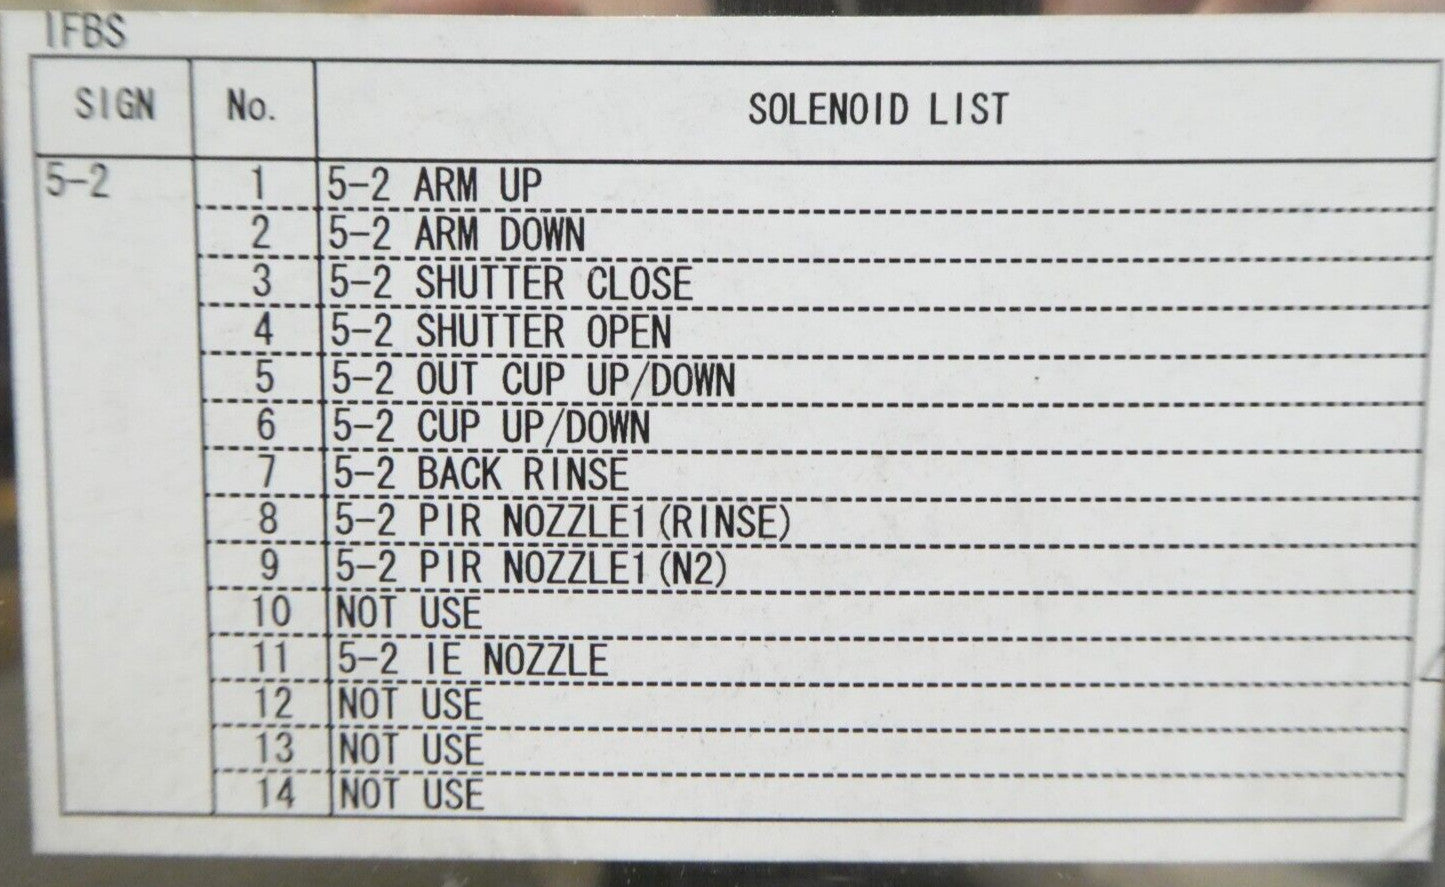 IFBS
SIGN No. SOLENOID LIST
5-2 1 5-2 ARM UP
2 5-2 ARM DOWN
3 5-2 SHUTTER CLOSE
4 5-2 SHUTTER OPEN
5 5-2 OUT CUP UP/DOWN
6 5-2 CUP UP/DOWN
7 5-2 BACK RINSE
8 5-2 PIR NOZZLE1(RINSE)
9 5-2 PIR NOZZLE1(N2)
10 NOT USE
11 5-2 IE NOZZLE
12 NOT USE
13 NOT USE
14 NOT USE